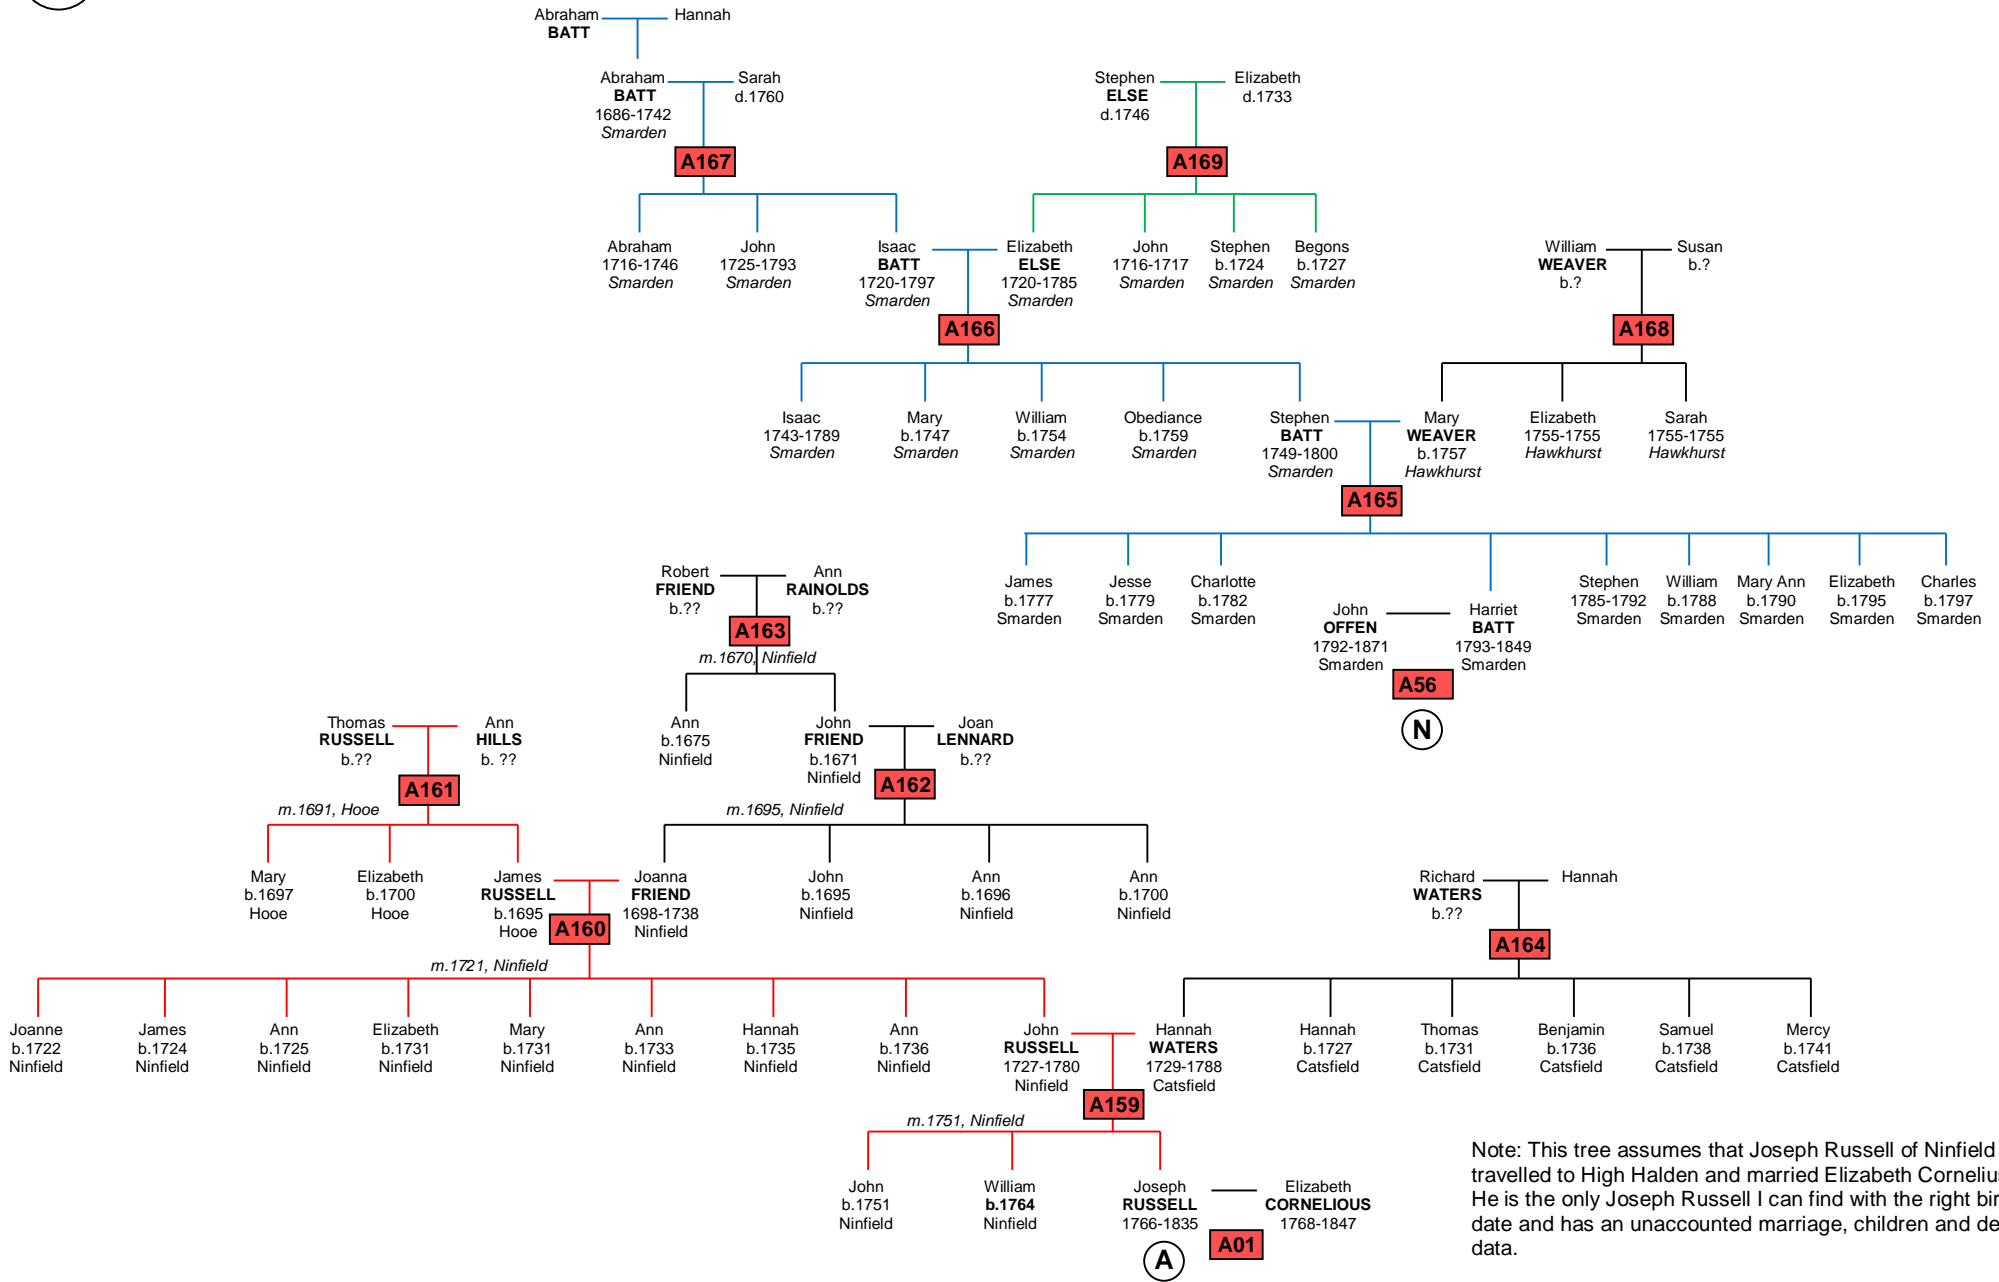 Abraham
BATT
Hannah
Abraham
BATT
1686-1742
Smarden
Sarah
d.1760
Stephen
ELSE
d.1746
Elizabeth
d.1733
A167
A169
Abraham
1716-1746
Smarden
John
1725-1793
Smarden
Isaac
BATT
1720-1797
Smarden
Elizabeth
ELSE
1720-1785
Smarden
John
1716-1717
Smarden
Stephen
b.1724
Smarden
Begons
b.1727
Smarden
William
WEAVER
b.?
Susan
b.?
A166
A168
Isaac
1743-1789
Smarden
Mary
b.1747
Smarden
William
b.1754
Smarden
Obediance
b.1759
Smarden
Stephen
BATT
1749-1800
Smarden
Mary
WEAVER
b.1757
Hawkhurst
Elizabeth
1755-1755
Hawkhurst
Sarah
1755-1755
Hawkhurst
A165
James
b.1777
Smarden
Jesse
b.1779
Smarden
Charlotte
b.1782
Smarden
John
OFFEN
1792-1871
Smarden
Harriet
BATT
1793-1849
Smarden
Stephen
1785-1792
Smarden
William
b.1788
Smarden
Mary Ann
b.1790
Smarden
Elizabeth
b.1795
Smarden
Charles
b.1797
Smarden
A56
N
Robert
FRIEND
b.??
Ann
RAINOLDS
b.??
A163
m.1670, Ninfield
Thomas
RUSSELL
b.??
Ann
HILLS
b. ??
Ann
b.1675
Ninfield
John
FRIEND
b.1671
Ninfield
Joan
LENNARD
b.??
A161
A162
m.1691, Hooe
m.1695, Ninfield
Mary
b.1697
Hooe
Elizabeth
b.1700
Hooe
James
RUSSELL
b.1695
Hooe
Joanna
FRIEND
1698-1738
Ninfield
John
b.1695
Ninfield
Ann
b.1696
Ninfield
Ann
b.1700
Ninfield
Richard
WATERS
b.??
Hannah
A160
A164
m.1721, Ninfield
Joanne
b.1722
Ninfield
James
b.1724
Ninfield
Ann
b.1725
Ninfield
Elizabeth
b.1731
Ninfield
Mary
b.1731
Ninfield
Ann
b.1733
Ninfield
Hannah
b.1735
Ninfield
Ann
b.1736
Ninfield
John
RUSSELL
1727-1780
Ninfield
Hannah
WATERS
1729-1788
Catsfield
Hannah
b.1727
Catsfield
Thomas
b.1731
Catsfield
Benjamin
b.1736
Catsfield
Samuel
b.1738
Catsfield
Mercy
b.1741
Catsfield
A159
m.1751, Ninfield
John
b.1751
Ninfield
William
b.1764
Ninfield
Joseph
RUSSELL
1766-1835
Elizabeth
CORNELIOUS
1768-1847
A01
A
Note: This tree assumes that Joseph Russell of Ninfield
travelled to High Halden and married Elizabeth Cornelius
He is the only Joseph Russell I can find with the right
date and has an unaccounted marriage, children and
data.